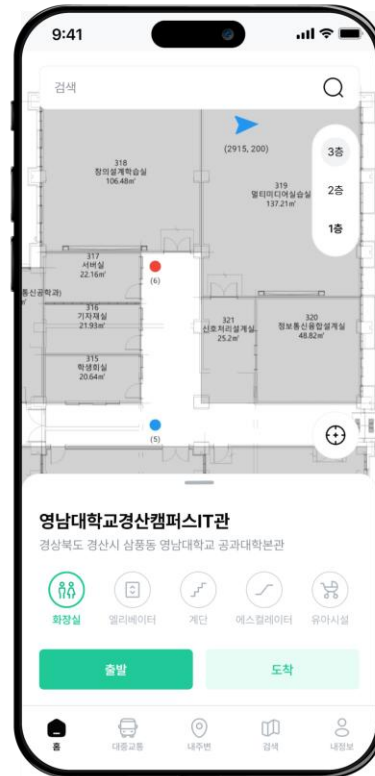 9:41
검색
(2915, 200)
3층
2층
1층
318
창의설계학습실
106.48㎡
319
멀티미디어실습실
137.21㎡
317
서버실
22.16㎡
(6)
통신공학과)
316
기자재실
21.93㎡
321
신호처리설계실
25.2㎡
320
정보통신융합설계실
48.82㎡
315
학생회실
20.64㎡
(5)
영남대학교경산캠퍼스IT관
경상북도 경산시 삼풍동 영남대학교 공과대학본관
화장실 엘리베이터 계단 에스컬레이터 유아시설
출발 도착
홈 대중교통 내주변 검색 내정보